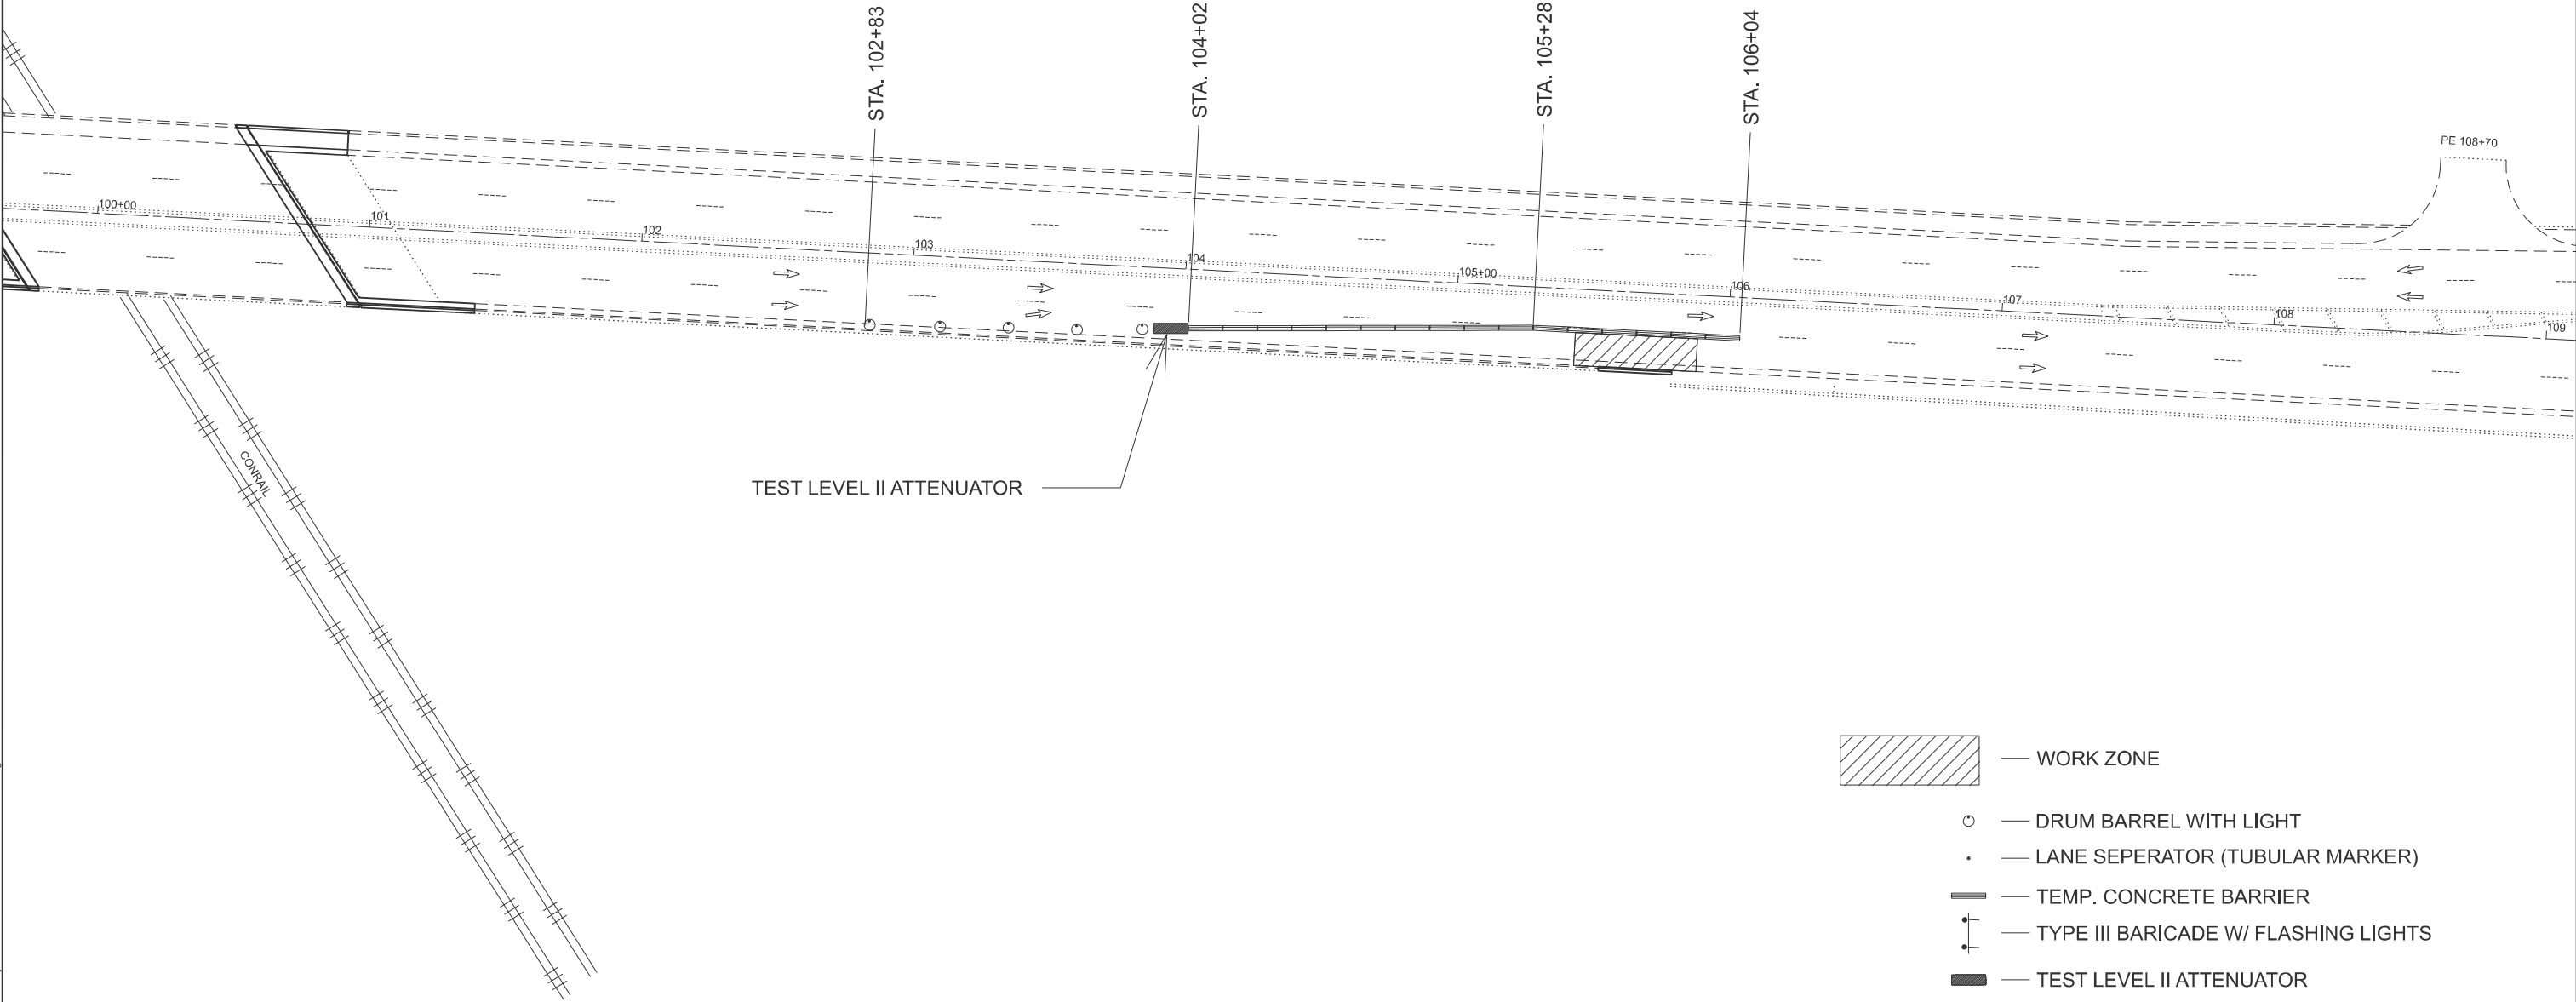 STA. 102+83
STA. 104+02
STA. 105+28
STA. 106+04
PE 108+70
100+00
101
102
103
104
105+00
106
107
108
109
CONRAIL
TEST LEVEL II ATTENUATOR
WORK ZONE
DRUM BARREL WITH LIGHT
LANE SEPERATOR (TUBULAR MARKER)
TEMP. CONCRETE BARRIER
TYPE III BARICADE W/ FLASHING LIGHTS
TEST LEVEL II ATTENUATOR